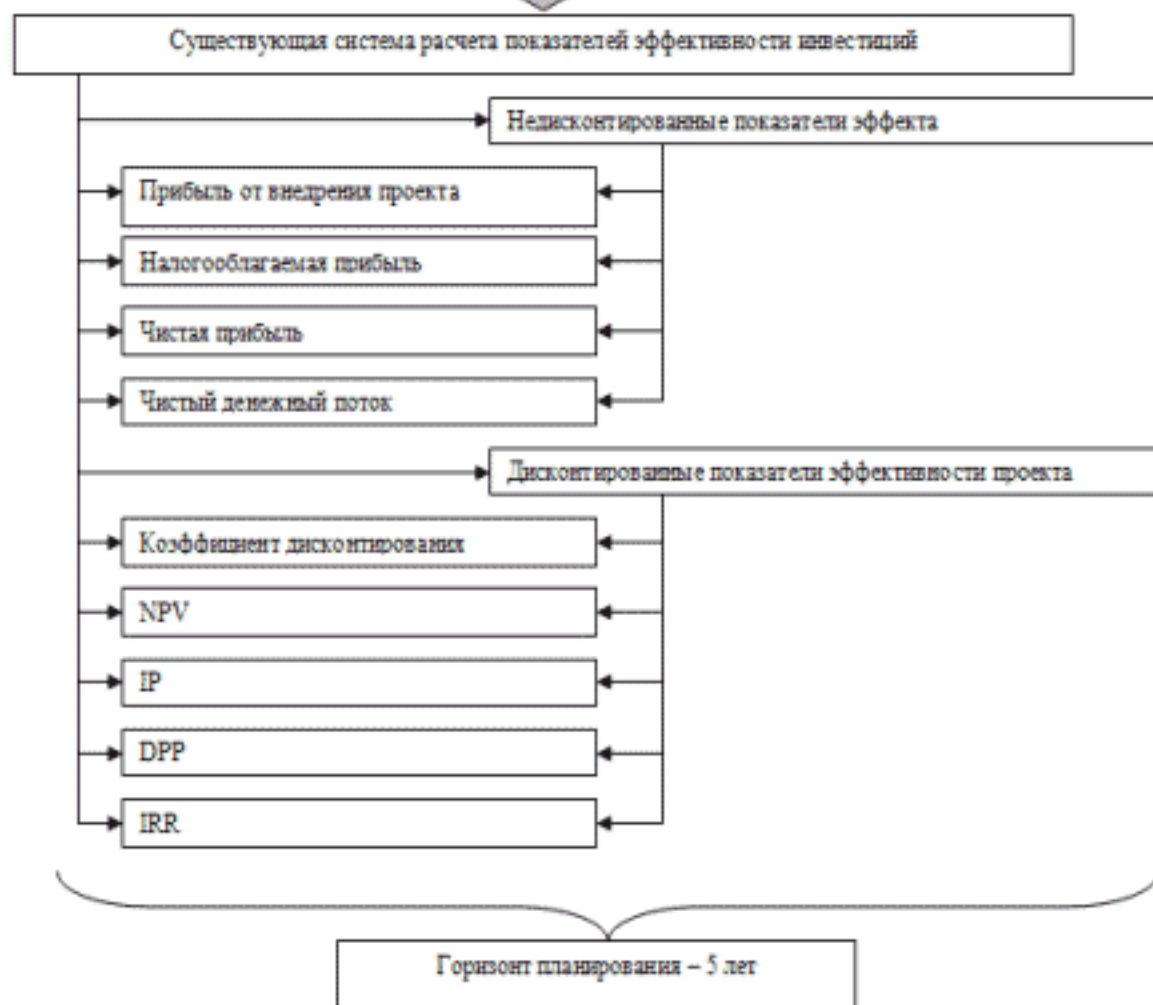 Существующая система расчета показателей эффективности инвестиций
Недисконтированные показатели эффекта
Прибыль от внедрения проекта
Налогооблагаемая прибыль
Чистая прибыль
Чистый денежный поток
Дисконтированные показатели эффективности проекта
Коэффициент дисконтирования
NPV
IP
DPP
IRR
Горизонт планирования – 5 лет